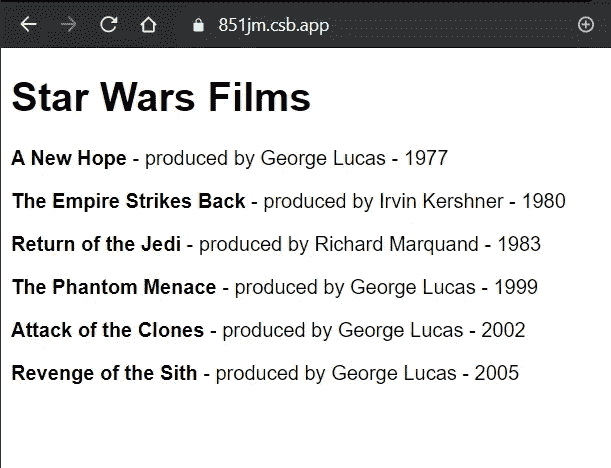 851jm.csb.app
Star Wars Films
A New Hope - produced by George Lucas - 1977
The Empire Strikes Back - produced by Irvin Kershner - 1980
Return of the Jedi - produced by Richard Marquand - 1983
The Phantom Menace - produced by George Lucas - 1999
Attack of the Clones - produced by George Lucas - 2002
Revenge of the Sith - produced by George Lucas - 2005